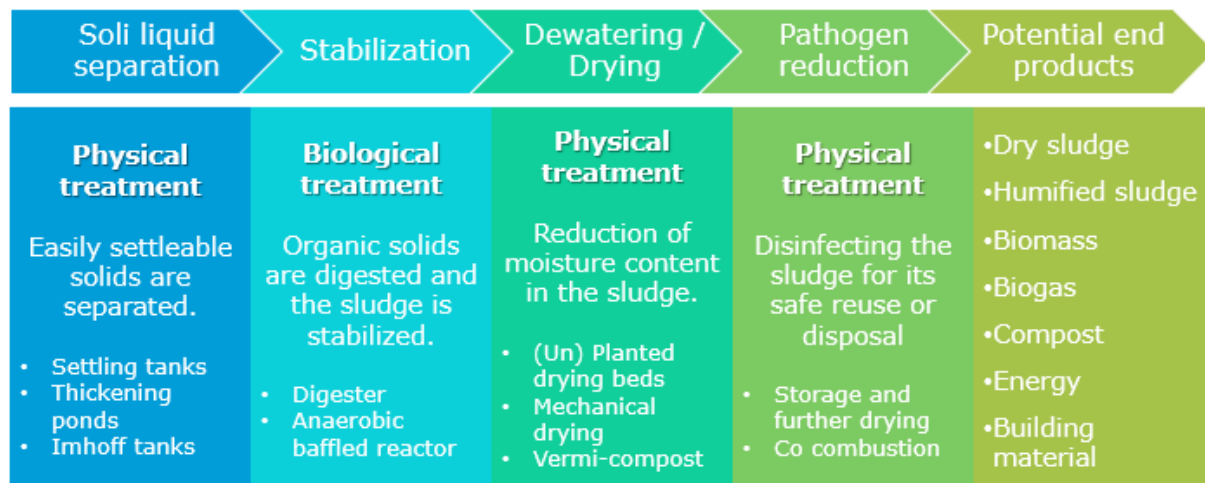 Soli liquid
separation
Stabilization
Dewatering /
Drying
Pathogen
reduction
Potential end
products
Physical
treatment
Easily settleable
solids are
separated.
• Settling tanks
• Thickening
ponds
• Imhoff tanks
Biological
treatment
Organic solids
are digested and
the sludge is
stabilized.
• Digester
• Anaerobic
baffled reactor
Physical
treatment
Reduction of
moisture content
in the sludge.
• (Un) Planted
drying beds
• Mechanical
drying
• Vermi-compost
Physical
treatment
Disinfecting the
sludge for its
safe reuse or
disposal
• Storage and
further drying
• Co combustion
•Dry sludge
•Humified sludge
•Biomass
•Biogas
•Compost
•Energy
•Building
material